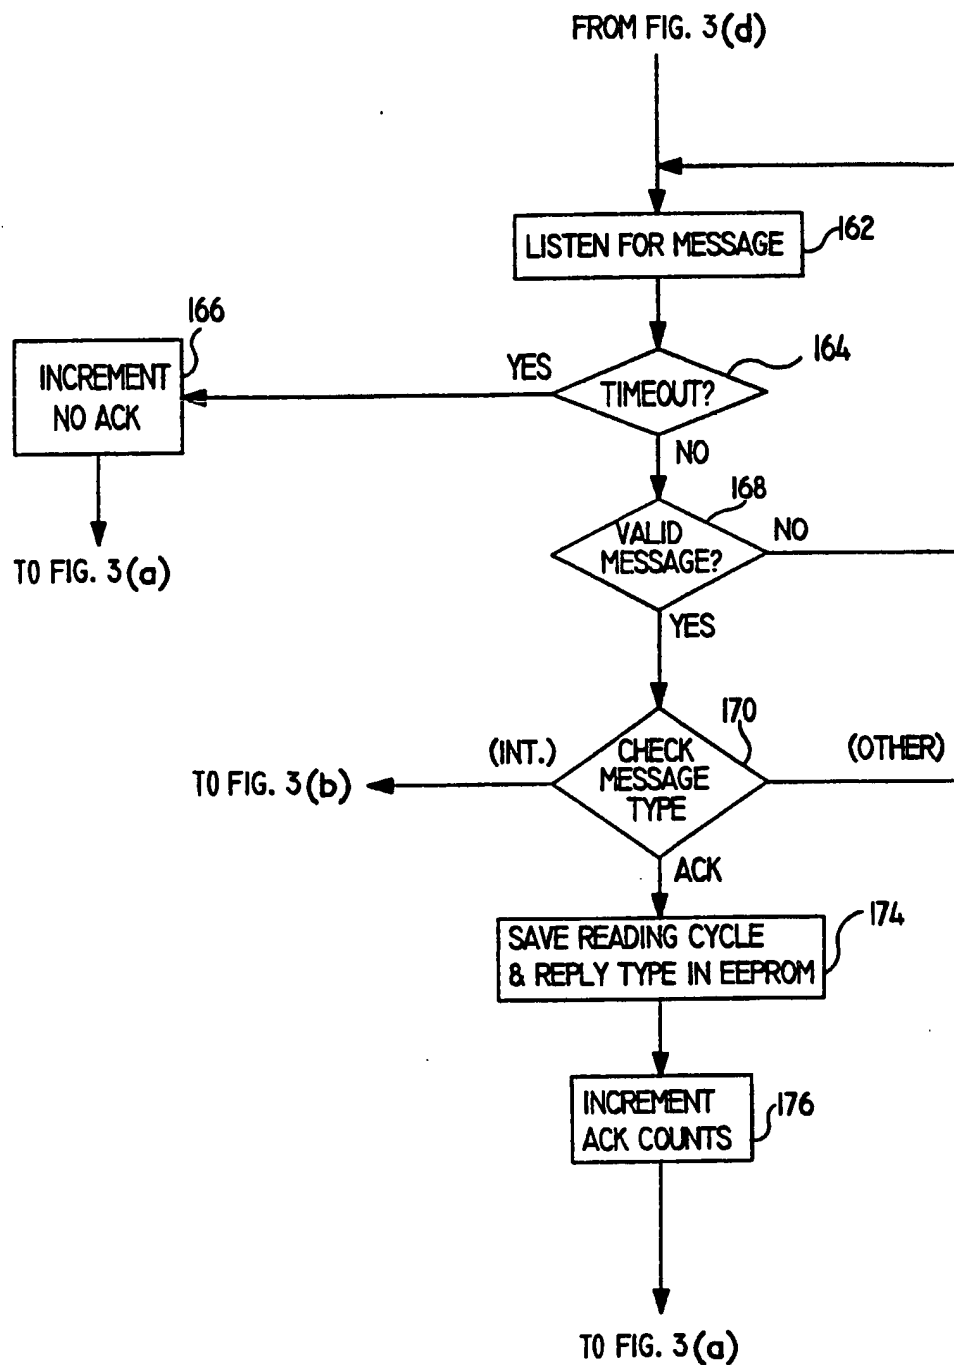 FROM FIG. 3(d)
LISTEN FOR MESSAGE
162
166
164
YES
TIMEOUT?
INCREMENT
NO ACK
NO
168
VALID
MESSAGE?
NO
TO FIG. 3(a)
YES
170
(INT.)
CHECK
MESSAGE
TYPE
(OTHER)
TO FIG. 3(b)
ACK
174
SAVE READING CYCLE
& REPLY TYPE IN EEPROM
INCREMENT
ACK COUNTS
176
TO FIG. 3(a)